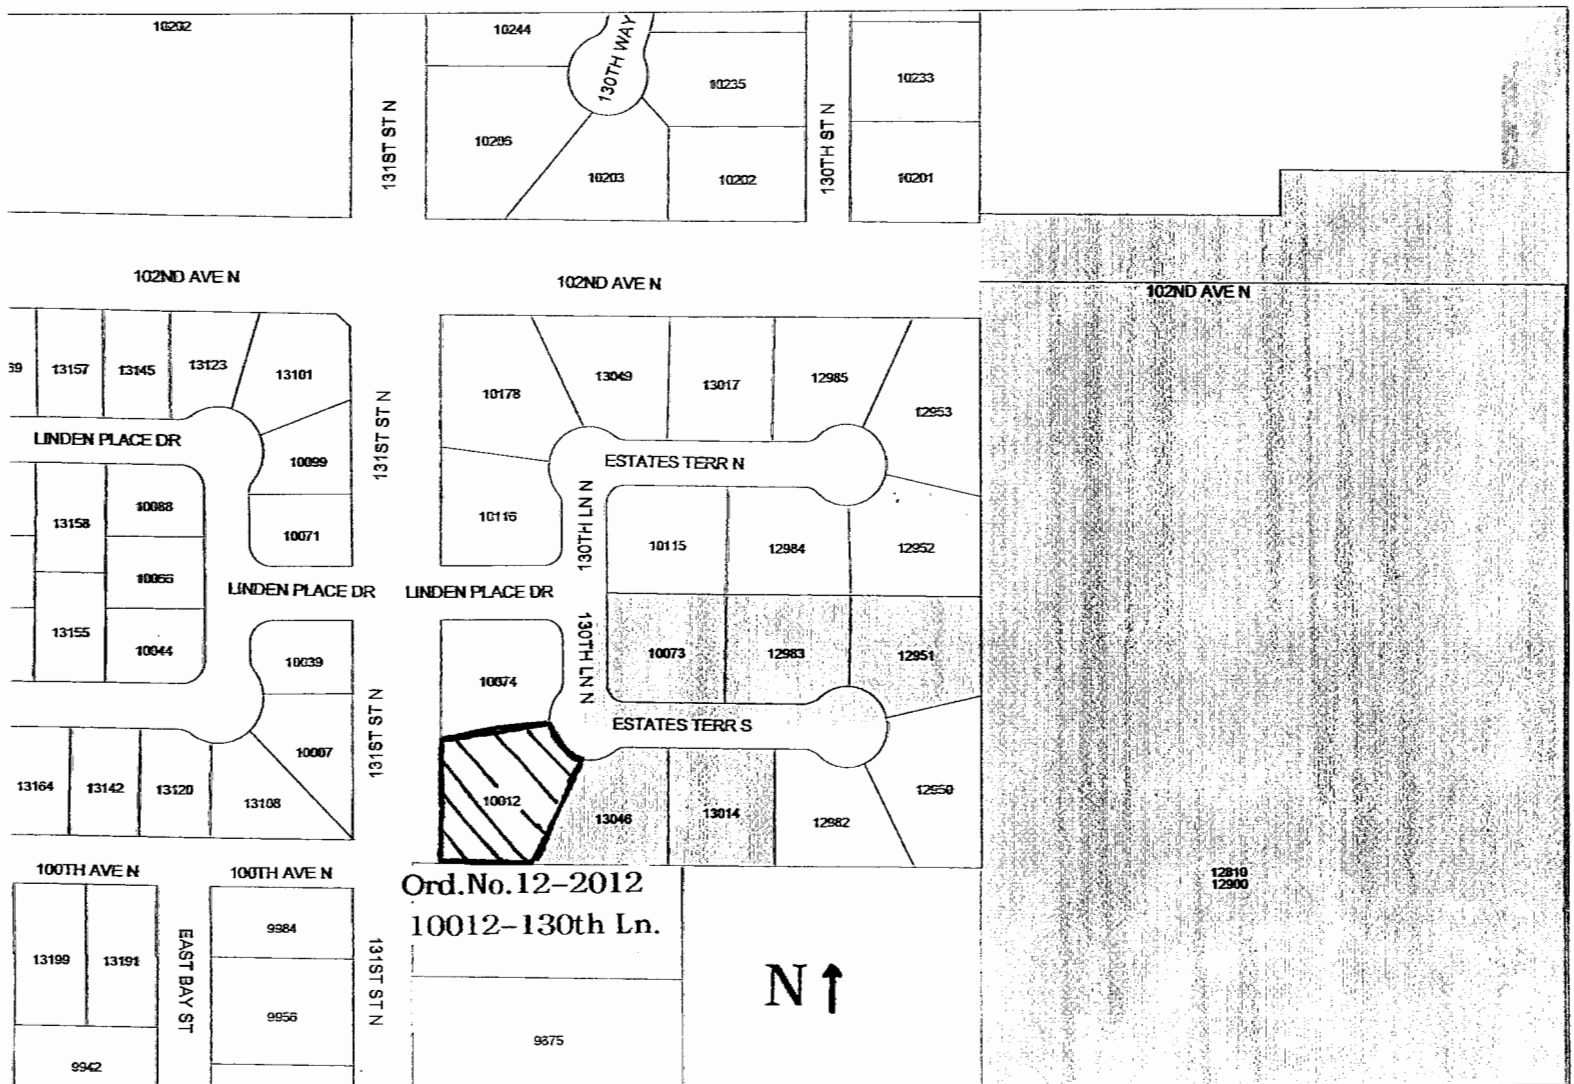 10202
10244
130TH WAY
10235
10233
131ST ST N
10295
130TH ST N
10203
10202
10201
102ND AVE N
102ND AVE N
102ND AVE N
69
13157
13145
13123
13101
10178
13049
13017
12985
12953
131ST ST N
LINDEN PLACE DR
10099
ESTATES TERR N
13158
10088
10071
10116
130TH LN N
10115
12984
12952
10066
LINDEN PLACE DR
LINDEN PLACE DR
13155
10044
10039
10074
130TH LN N
10073
12983
12951
131ST ST N
10007
ESTATES TERR S
13164
13142
13120
13108
10012
13046
13014
12982
12950
100TH AVE N
100TH AVE N
Ord.No.12-2012
10012-130th Ln.
12810
12900
13199
13191
EAST BAY ST
9984
9956
131ST ST N
N
9875
9942